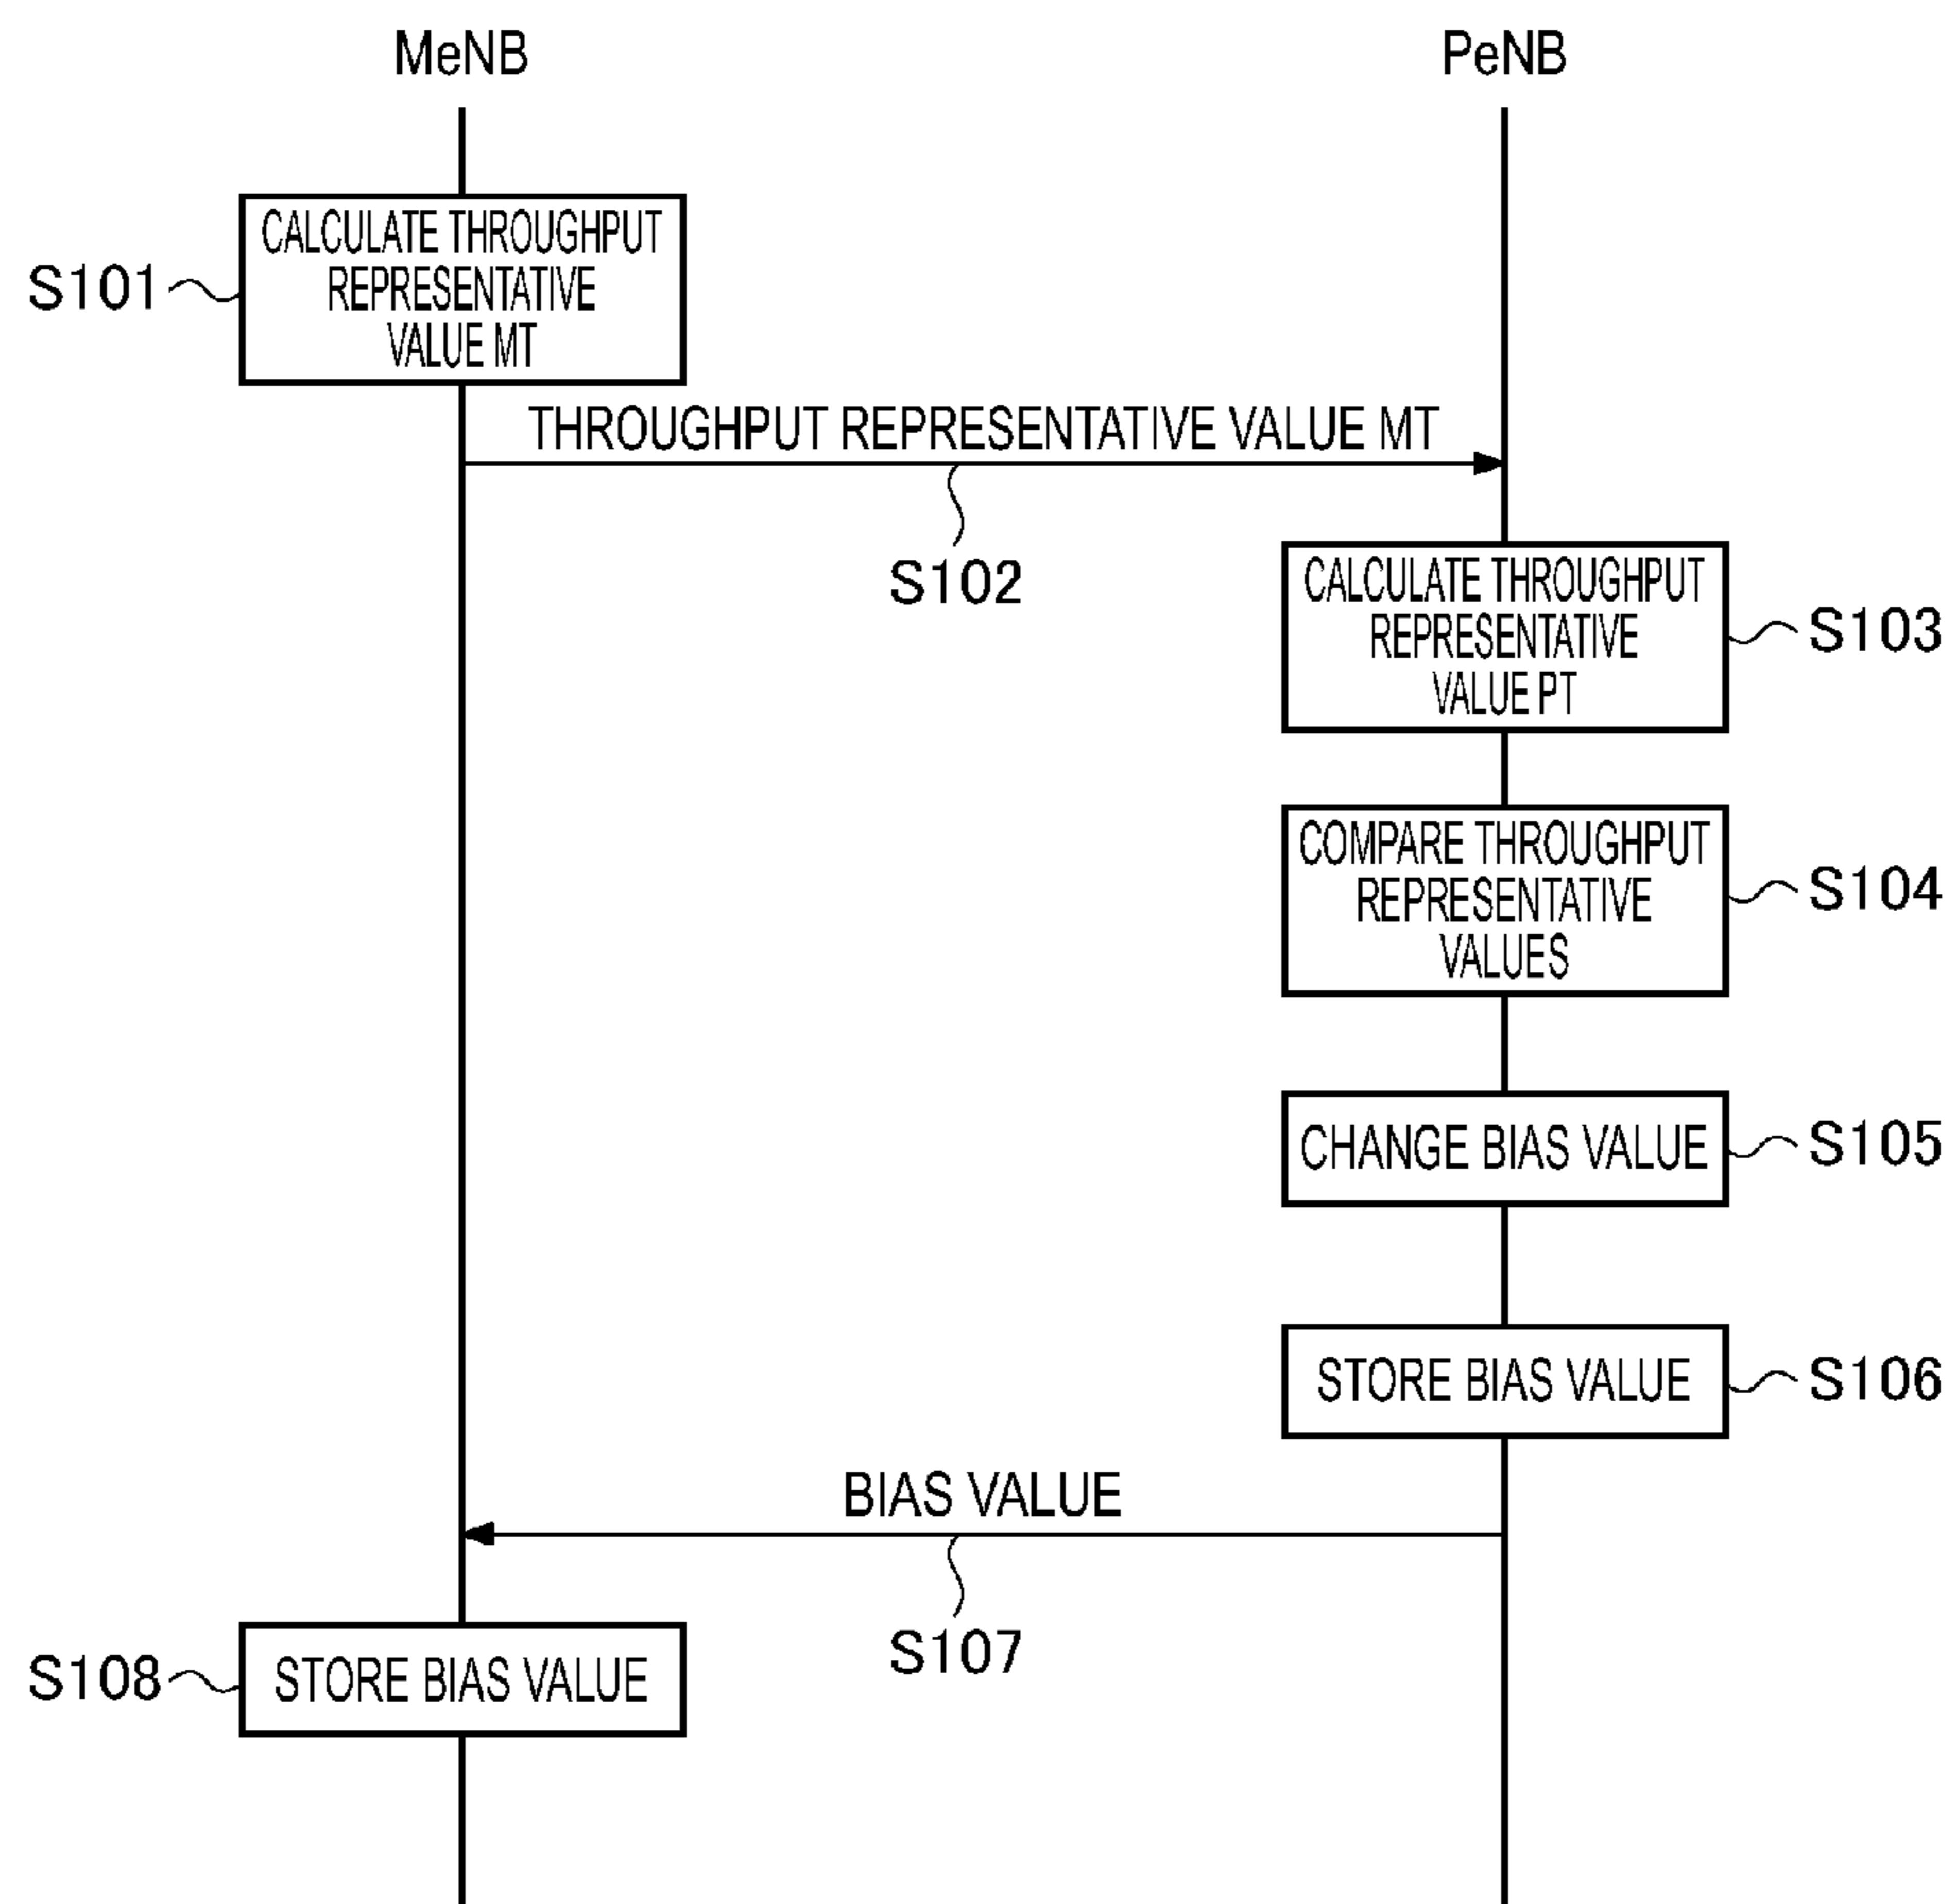 MeNB
PeNB
CALCULATE THROUGHPUT
REPRESENTATIVE
VALUE MT
S101
THROUGHPUT REPRESENTATIVE VALUE MT
S102
CALCULATE THROUGHPUT
REPRESENTATIVE
VALUE PT
S103
COMPARE THROUGHPUT
REPRESENTATIVE
VALUES
S104
CHANGE BIAS VALUE
S105
STORE BIAS VALUE
S106
BIAS VALUE
S107
S108
STORE BIAS VALUE